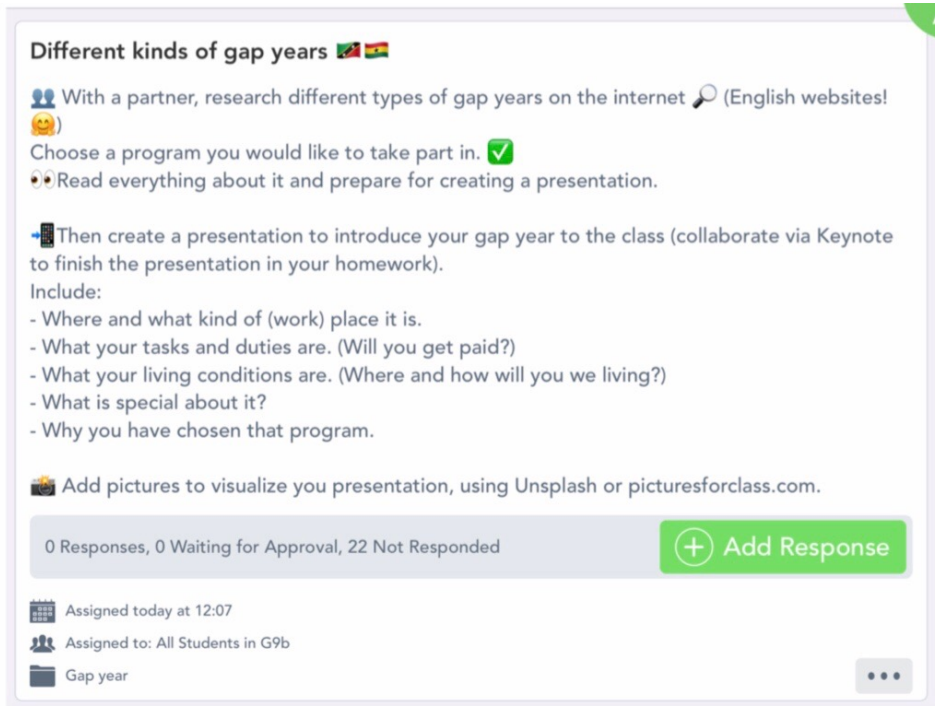 Different kinds of gap years 🇰🇳🇬🇭
👥 With a partner, research different types of gap years on the internet 🔎 (English websites!
🤗)
Choose a program you would like to take part in. ✅
👀Read everything about it and prepare for creating a presentation.
📲Then create a presentation to introduce your gap year to the class (collaborate via Keynote
to finish the presentation in your homework).
Include:
- Where and what kind of (work) place it is.
- What your tasks and duties are. (Will you get paid?)
- What your living conditions are. (Where and how will you we living?)
- What is special about it?
- Why you have chosen that program.
📸 Add pictures to visualize you presentation, using Unsplash or picturesforclass.com.
0 Responses, 0 Waiting for Approval, 22 Not Responded
Add Response
Assigned today at 12:07
Assigned to: All Students in G9b
Gap year